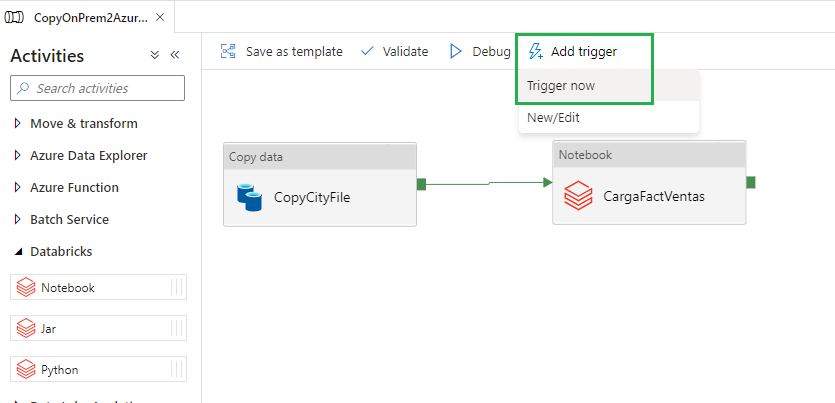 CopyOnPrem2Azur...
Activities
Search activities
Move & transform
Azure Data Explorer
Azure Function
Batch Service
Databricks
Notebook
Jar
Python
Save as template
Validate
Debug
Add trigger
Trigger now
New/Edit
Copy data
CopyCityFile
Notebook
CargaFactVentas